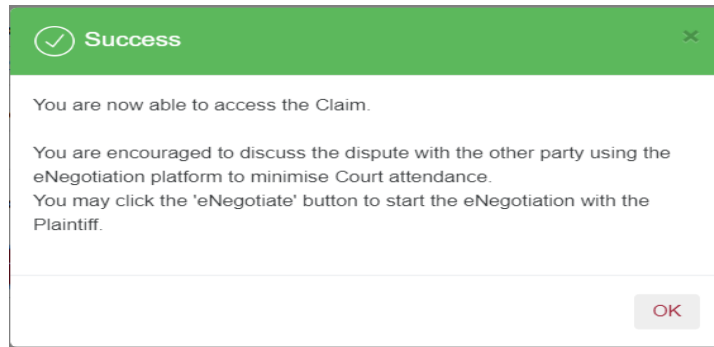 Success
×
You are now able to access the Claim.
You are encouraged to discuss the dispute with the other party using the
eNegotiation platform to minimise Court attendance.
You may click the 'eNegotiate' button to start the eNegotiation with the
Plaintiff.
OK